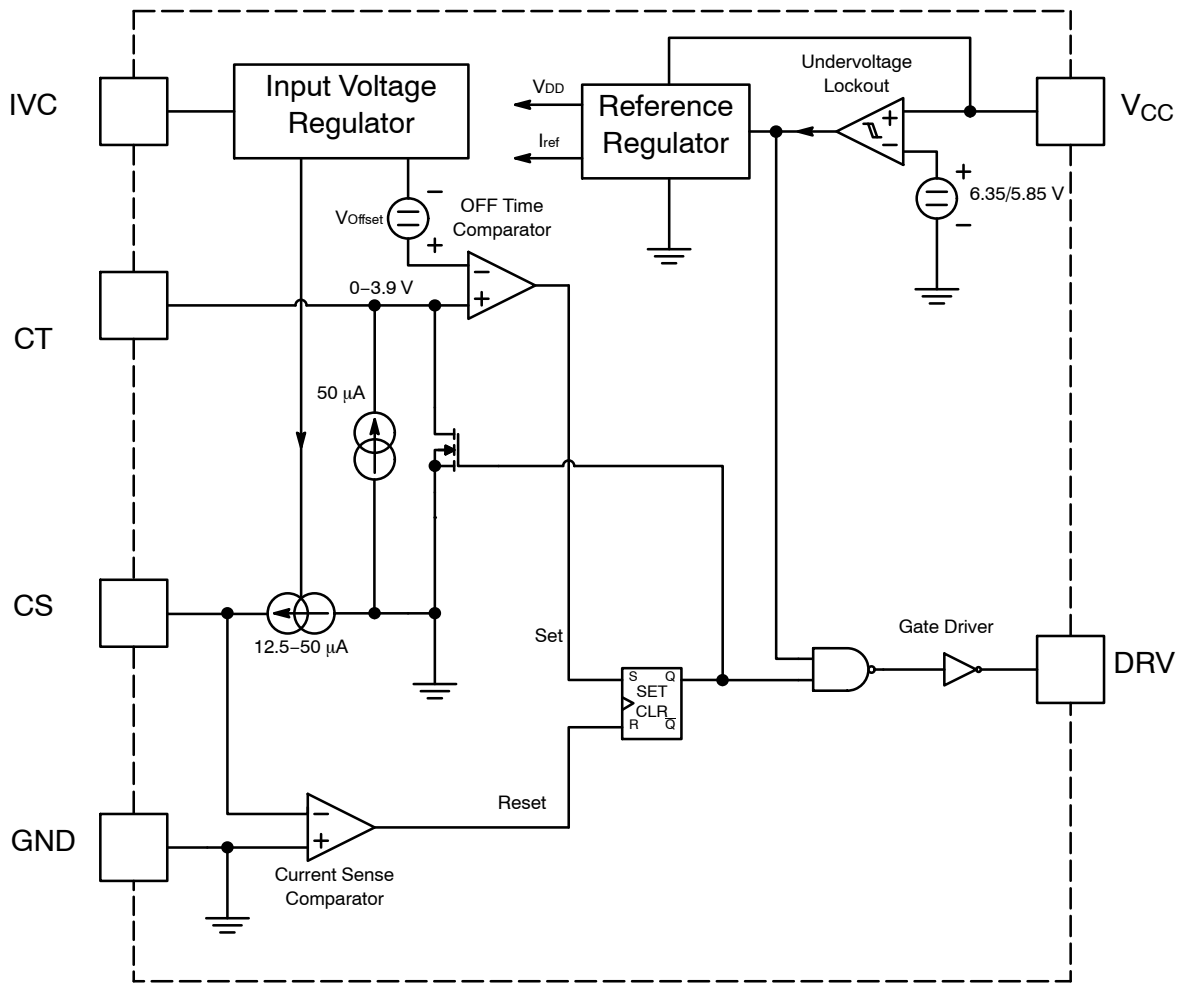 IVC
Input Voltage
Regulator
VDD
Iref
Reference
Regulator
Undervoltage
Lockout
+
−
VCC
+
6.35/5.85 V
−
VOffset
−
+
OFF Time
Comparator
−
+
0−3.9 V
CT
50 μA
CS
12.5−50 μA
Set
S Q
SET
CLR
R Q
Gate Driver
DRV
Reset
GND
−
+
Current Sense
Comparator